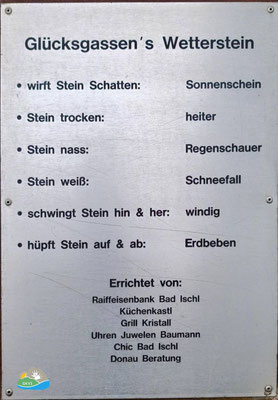 Glücksgassen's Wetterstein
• wirft Stein Schatten: Sonnenschein
• Stein trocken: heiter
• Stein nass: Regenschauer
• Stein weiß: Schneefall
• schwingt Stein hin & her: windig
• hüpft Stein auf & ab: Erdbeben
Errichtet von:
Raiffeisenbank Bad Ischl
Küchenkastl
Grill Kristall
Uhren Juwelen Baumann
Chic Bad Ischl
Donau Beratung